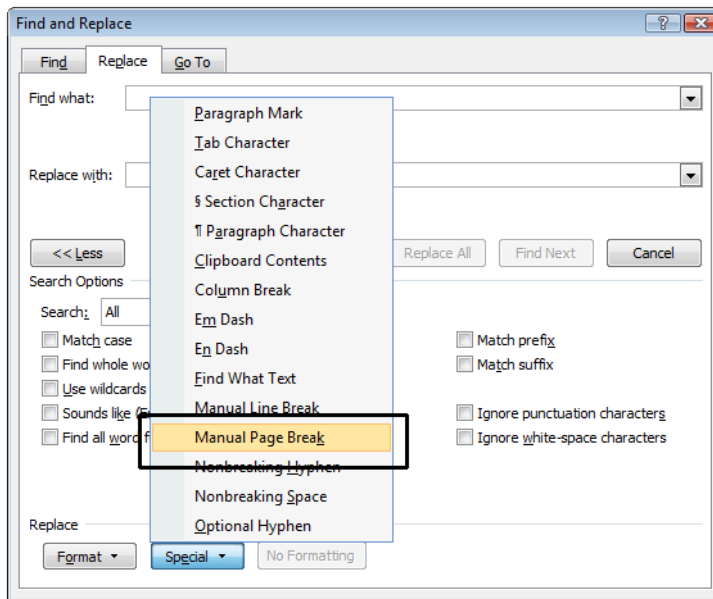 Find and Replace
Find Replace Go To
Find what:
Paragraph Mark
Tab Character
Caret Character
Replace with:
§ Section Character
¶ Paragraph Character
<< Less
Clipboard Contents
Replace All Find Next Cancel
Search Options
Column Break
Search: All
Em Dash
Match case
En Dash
Match prefix
Find whole wo
Find What Text
Match suffix
Use wildcards
Manual Line Break
Sounds like (E
Ignore punctuation characters
Find all word f
Manual Page Break
Ignore white-space characters
Nonbreaking Hyphen
Nonbreaking Space
Replace
Optional Hyphen
Format Special No Formatting